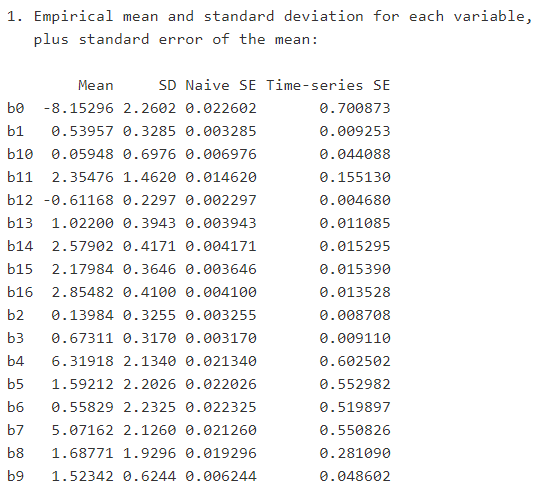 1. Empirical mean and standard deviation for each variable,
plus standard error of the mean:
Mean SD Naive SE Time-series SE
b0 -8.15296 2.2602 0.022602 0.700873
b1 0.53957 0.3285 0.003285 0.009253
b10 0.05948 0.6976 0.006976 0.044088
b11 2.35476 1.4620 0.014620 0.155130
b12 -0.61168 0.2297 0.002297 0.004680
b13 1.02200 0.3943 0.003943 0.011085
b14 2.57902 0.4171 0.004171 0.015295
b15 2.17984 0.3646 0.003646 0.015390
b16 2.85482 0.4100 0.004100 0.013528
b2 0.13984 0.3255 0.003255 0.008708
b3 0.67311 0.3170 0.003170 0.009110
b4 6.31918 2.1340 0.021340 0.602502
b5 1.59212 2.2026 0.022026 0.552982
b6 0.55829 2.2325 0.022325 0.519897
b7 5.07162 2.1260 0.021260 0.550826
b8 1.68771 1.9296 0.019296 0.281090
b9 1.52342 0.6244 0.006244 0.048602